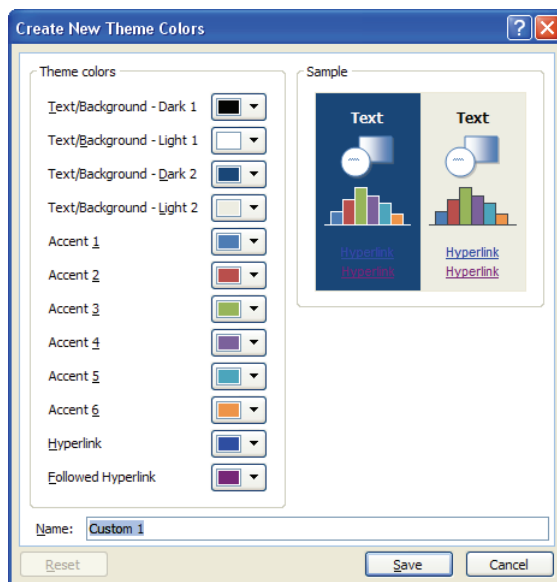 Create New Theme Colors
Theme colors
Text/Background - Dark 1
Text/Background - Light 1
Text/Background - Dark 2
Text/Background - Light 2
Accent 1
Accent 2
Accent 3
Accent 4
Accent 5
Accent 6
Hyperlink
Followed Hyperlink
Sample
Text Text
Hyperlink Hyperlink
Hyperlink Hyperlink
Name: Custom 1
Reset Save Cancel